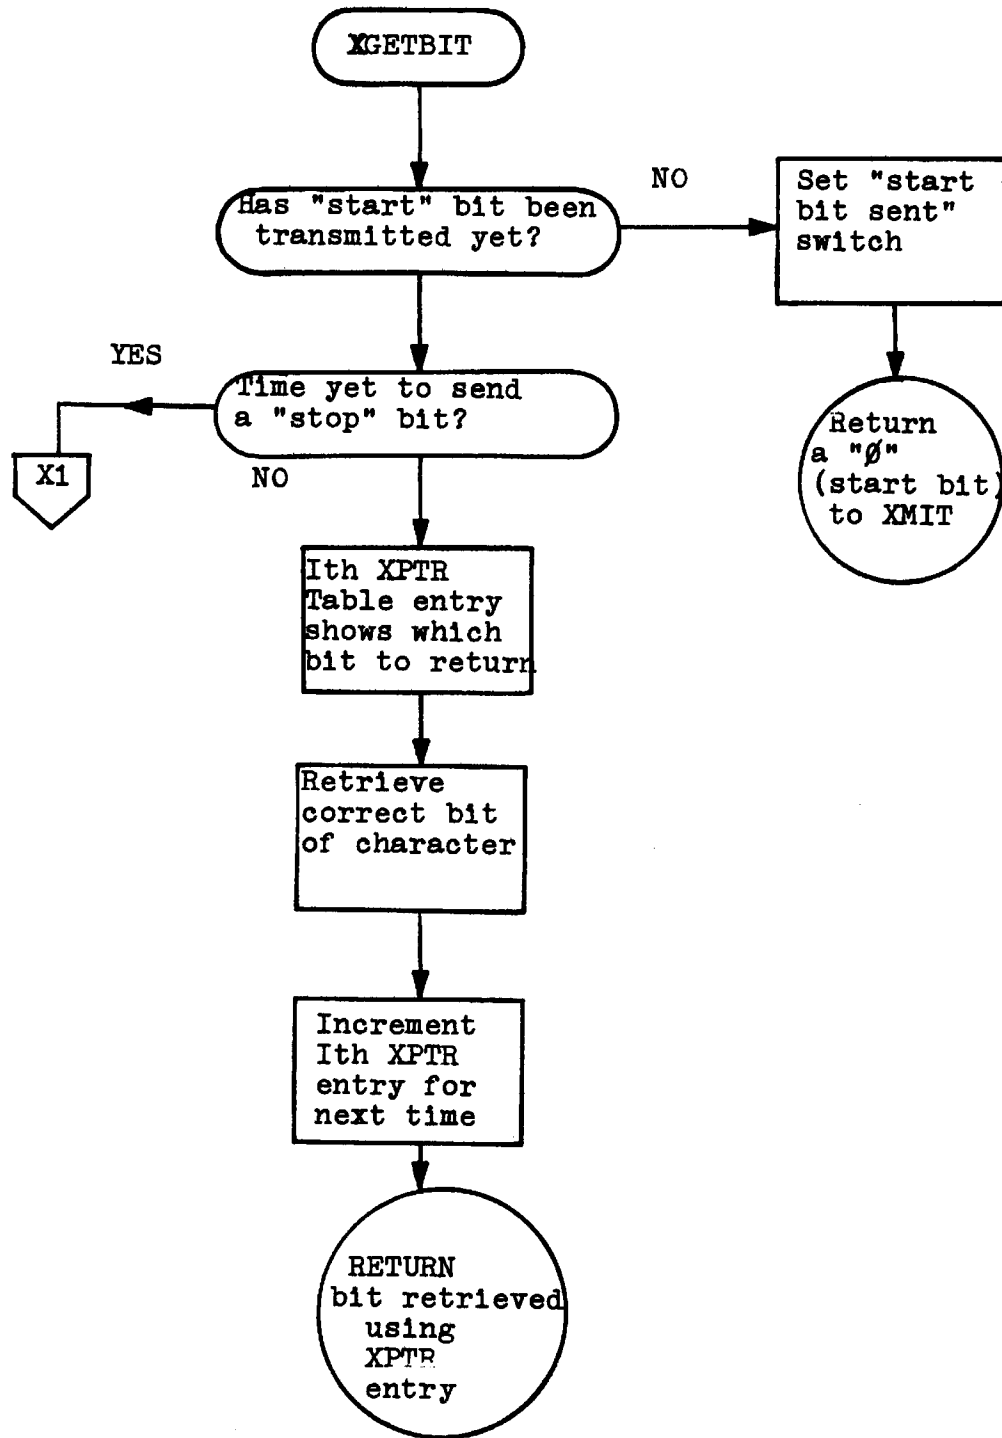 XGETBIT
Has "start" bit been
transmitted yet?
NO
Set "start
bit sent"
switch
Return
a "Ø"
(start bit)
to XMIT
YES
Time yet to send
a "stop" bit?
X1
NO
Ith XPTR
Table entry
shows which
bit to return
Retrieve
correct bit
of character
Increment
Ith XPTR
entry for
next time
RETURN
bit retrieved
using
XPTR
entry